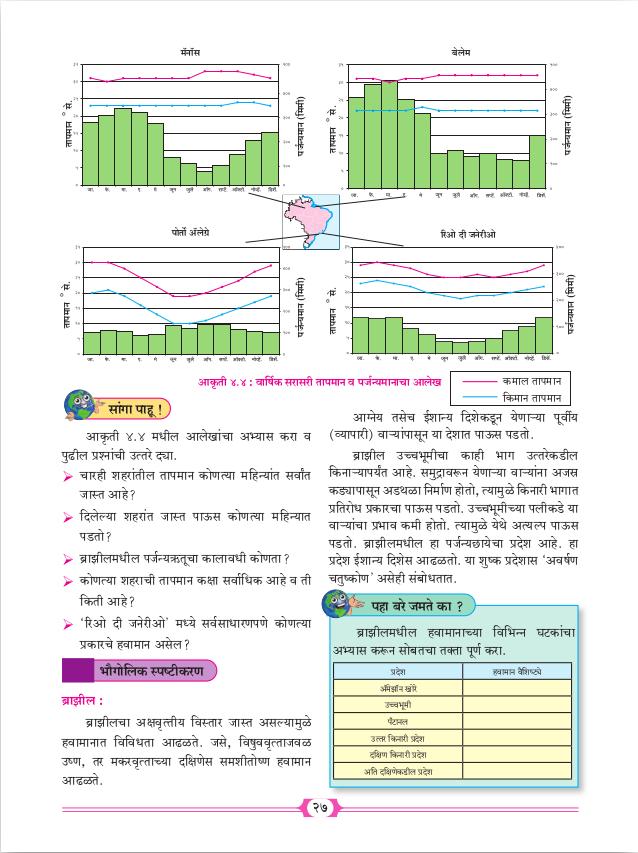 मॅनॉस
बेलेम
तापमान ° से.
पर्जन्यमान (मिमी)
तापमान ° से.
पर्जन्यमान (मिमी)
जा. फे. मा. ए. मे जून जुलै ऑग. सप्टें. ऑक्टो. नोव्हें. डिसें.
जा. फे. मा. ए. मे जून जुलै ऑग. सप्टें. ऑक्टो. नोव्हें. डिसें.
पोर्तो ॲलेग्रे
रिओ दी जनेरीओ
तापमान ° से.
पर्जन्यमान (मिमी)
तापमान ° से.
पर्जन्यमान (मिमी)
जा. फे. मा. ए. मे जून जुलै ऑग. सप्टें. ऑक्टो. नोव्हें. डिसें.
जा. फे. मा. ए. मे जून जुलै ऑग. सप्टें. ऑक्टो. नोव्हें. डिसें.
आकृती ४.४ : वार्षिक सरासरी तापमान व पर्जन्यमानाचा आलेख
कमाल तापमान
किमान तापमान
सांगा पाहू !
आकृती ४.४ मधील आलेखांचा अभ्यास करा व
पुढील प्रश्नांची उत्तरे द्या.
चारही शहरांतील तापमान कोणत्या महिन्यांत सर्वांत
जास्त आहे?
दिलेल्या शहरांत जास्त पाऊस कोणत्या महिन्यात
पडतो?
ब्राझीलमधील पर्जन्यऋतूचा कालावधी कोणता?
कोणत्या शहराची तापमान कक्षा सर्वाधिक आहे व ती
किती आहे?
‘रिओ दी जनेरीओ’ मध्ये सर्वसाधारणपणे कोणत्या
प्रकारचे हवामान असेल?
भौगोलिक स्पष्टीकरण
ब्राझील :
ब्राझीलचा अक्षवृत्तीय विस्तार जास्त असल्यामुळे
हवामानात विविधता आढळते. जसे, विषुववृत्ताजवळ
उष्ण, तर मकरवृत्ताच्या दक्षिणेस समशीतोष्ण हवामान
आढळते.
आग्नेय तसेच ईशान्य दिशेकडून येणाऱ्या पूर्वीय
(व्यापारी) वाऱ्यांपासून या देशात पाऊस पडतो.
ब्राझील उच्चभूमीचा काही भाग उत्तरेकडील
किनाऱ्यापर्यंत आहे. समुद्रावरून येणाऱ्या वाऱ्यांना अजस्र
कड्यापासून अडथळा निर्माण होतो, त्यामुळे किनारी भागात
प्रतिरोध प्रकारचा पाऊस पडतो. उच्चभूमीच्या पलीकडे या
वाऱ्यांचा प्रभाव कमी होतो. त्यामुळे येथे अत्यल्प पाऊस
पडतो. ब्राझीलमधील हा पर्जन्यछायेचा प्रदेश आहे. हा
प्रदेश ईशान्य दिशेस आढळतो. या शुष्क प्रदेशास ‘अवर्षण
चतुष्कोण’ असेही संबोधतात.
पहा बरे जमते का ?
ब्राझीलमधील हवामानाच्या विभिन्न घटकांचा
अभ्यास करून सोबतचा तक्ता पूर्ण करा.
प्रदेश हवामान वैशिष्ट्ये
ॲमेझॉन खोरे
उच्चभूमी
पँटानल
उत्तर किनारी प्रदेश
दक्षिण किनारी प्रदेश
अति दक्षिणेकडील प्रदेश
२७